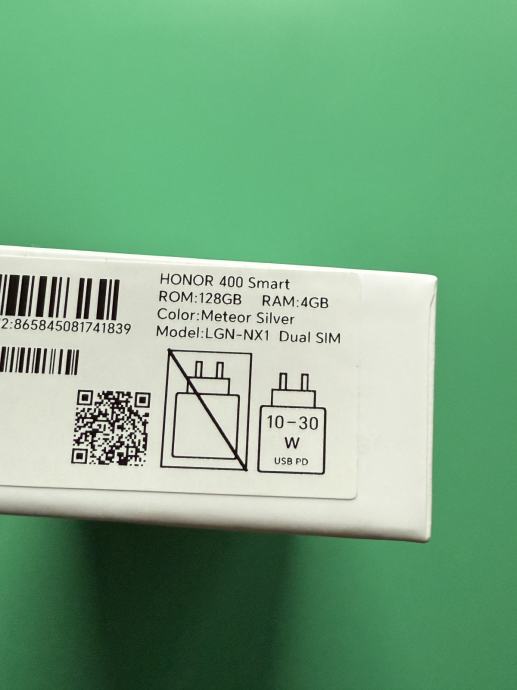 HONOR 400 Smart
ROM:128GB RAM:4GB
Color:Meteor Silver
Model:LGN-NX1 Dual SIM
2:865845081741839
10-30
W
USB PD